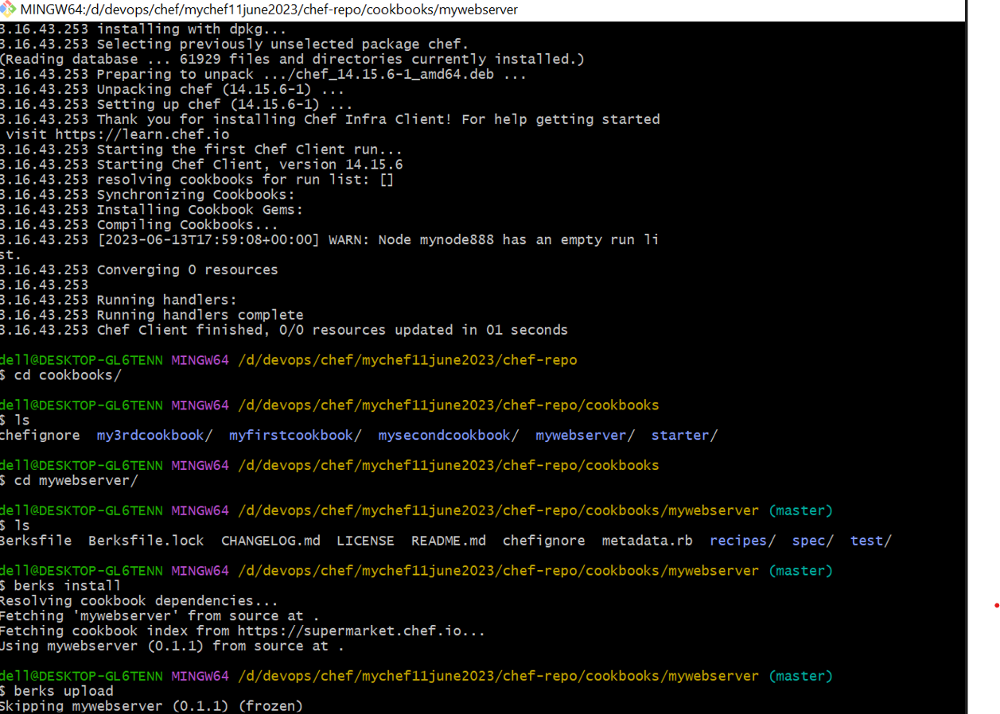 MINGW64:/d/devops/chef/mychef11june2023/chef-repo/cookbooks/mywebserver
3.16.43.253 installing with dpkg...
3.16.43.253 Selecting previously unselected package chef.
(Reading database ... 61929 files and directories currently installed.)
3.16.43.253 Preparing to unpack .../chef_14.15.6-1_amd64.deb ...
3.16.43.253 Unpacking chef (14.15.6-1) ...
3.16.43.253 Setting up chef (14.15.6-1) ...
3.16.43.253 Thank you for installing Chef Infra Client! For help getting started
 visit https://learn.chef.io
3.16.43.253 Starting the first Chef Client run...
3.16.43.253 Starting Chef Client, version 14.15.6
3.16.43.253 resolving cookbooks for run list: []
3.16.43.253 Synchronizing Cookbooks:
3.16.43.253 Installing Cookbook Gems:
3.16.43.253 Compiling Cookbooks...
3.16.43.253 [2023-06-13T17:59:08+00:00] WARN: Node mynode888 has an empty run li
st.
3.16.43.253 Converging 0 resources
3.16.43.253
3.16.43.253 Running handlers:
3.16.43.253 Running handlers complete
3.16.43.253 Chef Client finished, 0/0 resources updated in 01 seconds
dell@DESKTOP-GL6TENN MINGW64 /d/devops/chef/mychef11june2023/chef-repo
$ cd cookbooks/
dell@DESKTOP-GL6TENN MINGW64 /d/devops/chef/mychef11june2023/chef-repo/cookbooks
$ ls
chefignore  my3rdcookbook/  myfirstcookbook/  mysecondcookbook/  mywebserver/  starter/
dell@DESKTOP-GL6TENN MINGW64 /d/devops/chef/mychef11june2023/chef-repo/cookbooks
$ cd mywebserver/
dell@DESKTOP-GL6TENN MINGW64 /d/devops/chef/mychef11june2023/chef-repo/cookbooks/mywebserver (master)
$ ls
Berksfile  Berksfile.lock  CHANGELOG.md  LICENSE  README.md  chefignore  metadata.rb  recipes/  spec/  test/
dell@DESKTOP-GL6TENN MINGW64 /d/devops/chef/mychef11june2023/chef-repo/cookbooks/mywebserver (master)
$ berks install
Resolving cookbook dependencies...
Fetching 'mywebserver' from source at .
Fetching cookbook index from https://supermarket.chef.io...
Using mywebserver (0.1.1) from source at .
dell@DESKTOP-GL6TENN MINGW64 /d/devops/chef/mychef11june2023/chef-repo/cookbooks/mywebserver (master)
$ berks upload
Skipping mywebserver (0.1.1) (frozen)